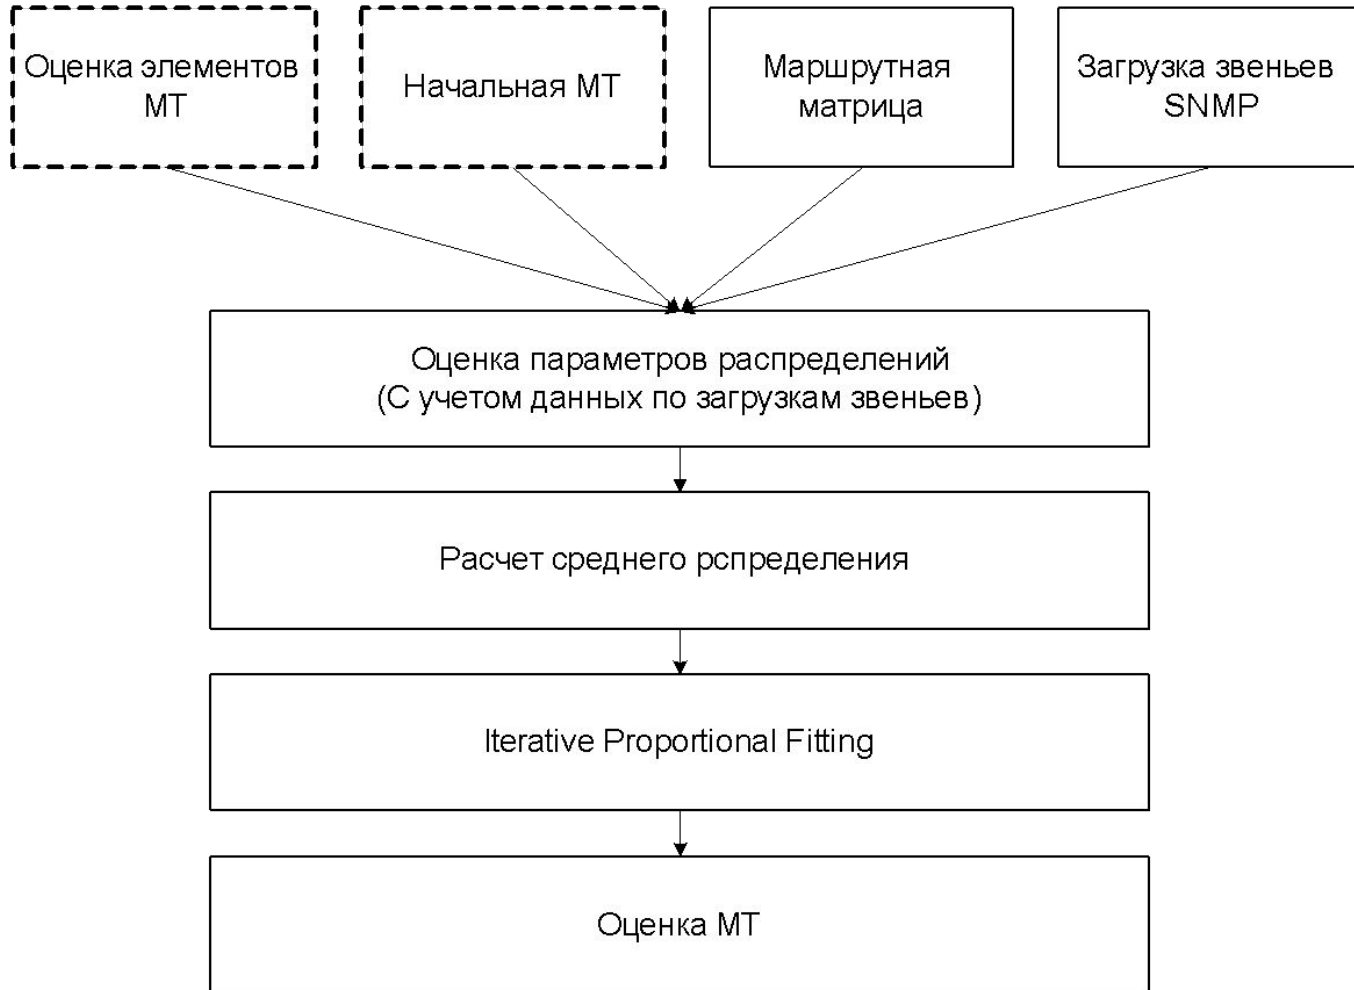 Оценка элементов
МТ
Начальная МТ
Маршрутная
матрица
Загрузка звеньев
SNMP
Оценка параметров распределений
(С учетом данных по загрузкам звеньев)
Расчет среднего рспределения
Iterative Proportional Fitting
Оценка МТ